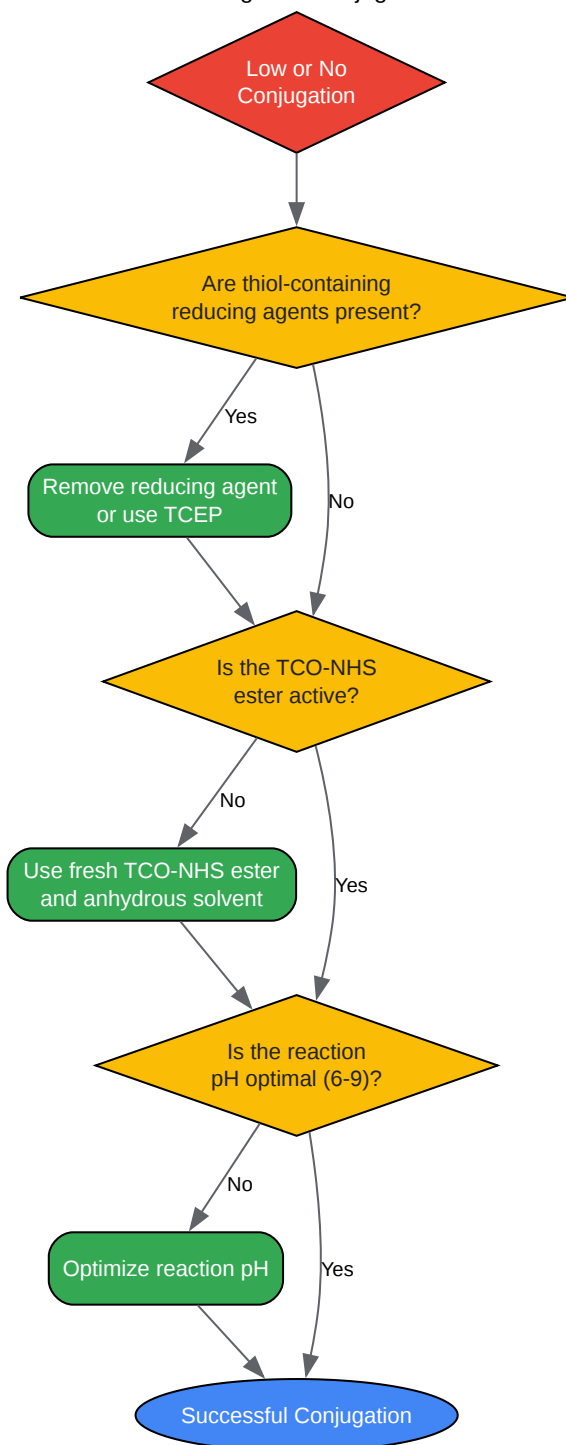 Low or No
Conjugation
Are thiol-containing
reducing agents present?
Yes
Remove reducing agent
or use TCEP
No
Is the TCO-NHS
ester active?
No
Use fresh TCO-NHS ester
and anhydrous solvent
Yes
Is the reaction
pH optimal (6-9)?
No
Optimize reaction pH
Yes
Successful Conjugation